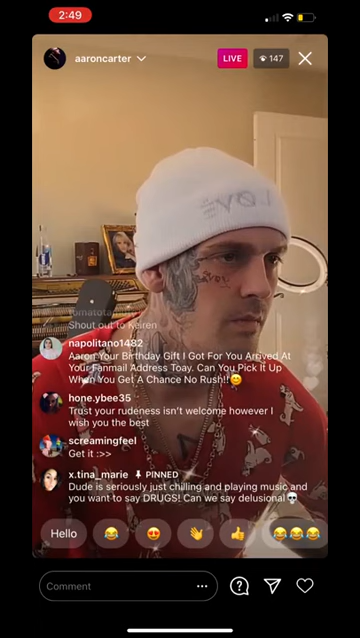 2:49
aaroncarter
LIVE
147
Shout out to Keiren
napolitano1482
Aaron Your Birthday Gift I Got For You Arrived At
Your Fanmail Address Toay. Can You Pick It Up
When You Get A Chance No Rush!!😊
hone.ybee35
Trust your rudeness isn't welcome however I
wish you the best
screamingfeel
Get it :>>
x.tina_marie PINNED
Dude is seriously just chilling and playing music and
you want to say DRUGS! Can we say delusional💀
Hello 😂 😍 👋 👍 😂😂😂
Comment